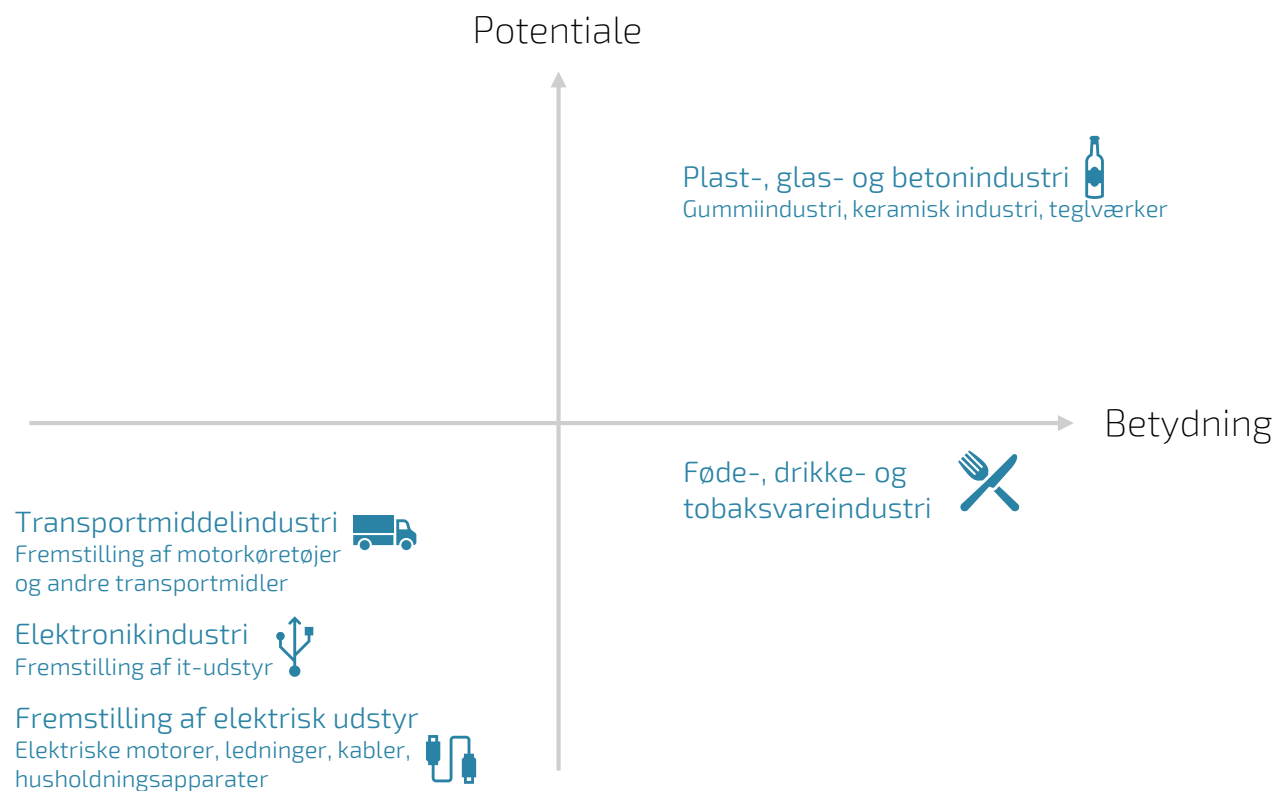 Potentiale
Plast-, glas- og betonindustri
Gummiindustri, keramisk industri, teglværker
Betydning
Føde-, drikke- og
tobaksvareindustri
Transportmiddelindustri
Fremstilling af motorkøretøjer
og andre transportmidler
Elektronikindustri
Fremstilling af it-udstyr
Fremstilling af elektrisk udstyr
Elektriske motorer, ledninger, kabler,
husholdningsapparater